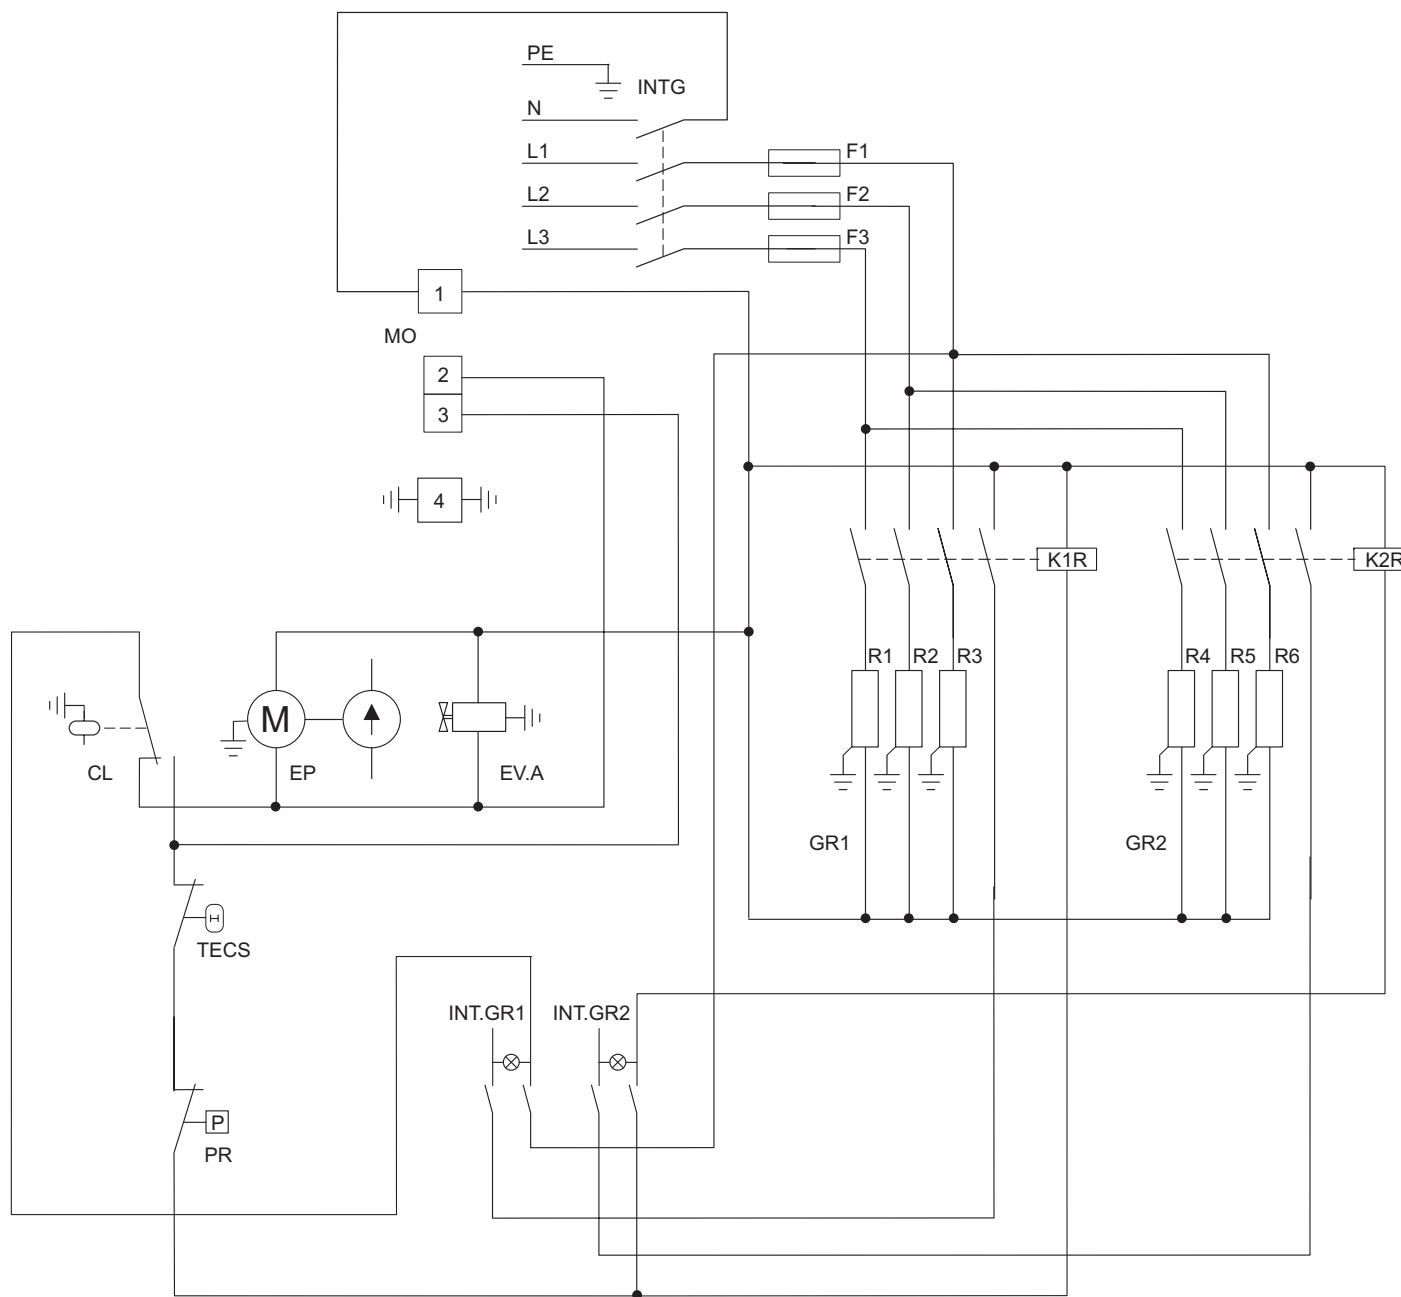 PE
INTG
N
L1 F1
L2 F2
L3 F3
1
MO
2
3
4
K1R K2R
R1 R2 R3 R4 R5 R6
M
CL EP EV.A
GR1 GR2
H
TECS
INT.GR1 INT.GR2
P
PR